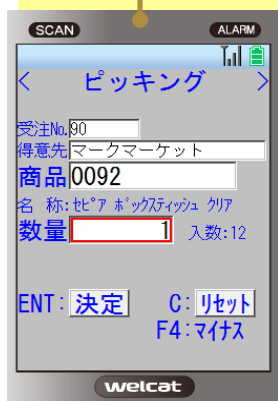 SCAN ALARM
< ピッキング >
受注No. 90
得意先 マークマーケット
商品 0092
名 称:セピア ボックスティッシュ クリア
数量 1 入数:12
ENT: 決定 C: リセット
F4:マイナス
welcat